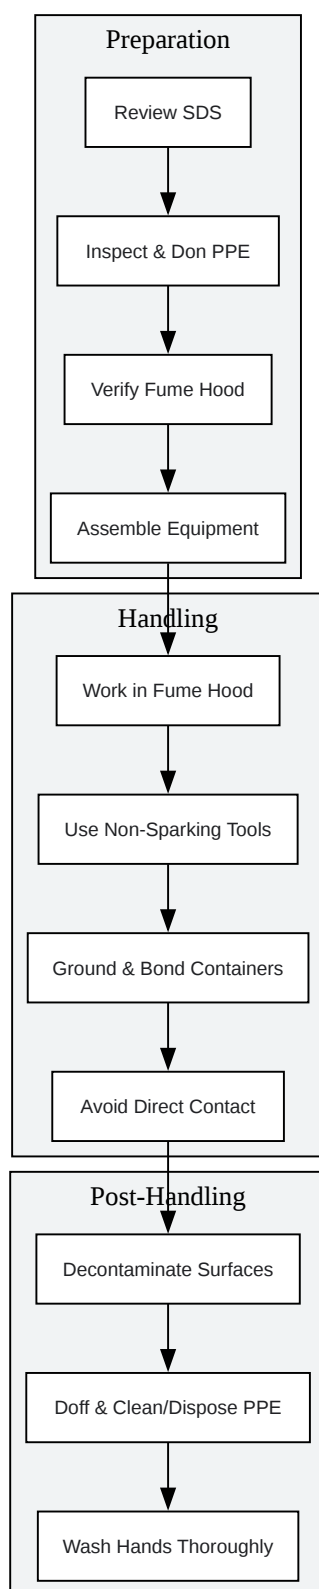 Preparation
Review SDS
Inspect & Don PPE
Verify Fume Hood
Assemble Equipment
Handling
Work in Fume Hood
Use Non-Sparking Tools
Ground & Bond Containers
Avoid Direct Contact
Post-Handling
Decontaminate Surfaces
Doff & Clean/Dispose PPE
Wash Hands Thoroughly